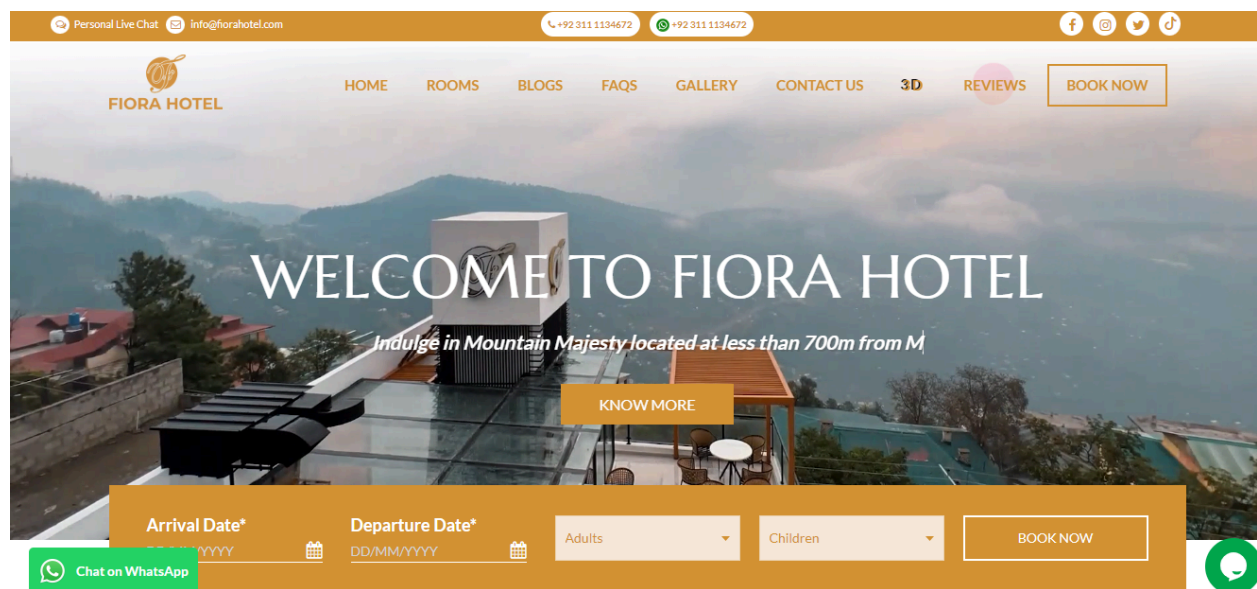 Personal Live Chat info@fiorahotel.com +92 311 1134672 +92 311 1134672
FIORA HOTEL
HOME ROOMS BLOGS FAQS GALLERY CONTACT US 3D REVIEWS BOOK NOW
WELCOME TO FIORA HOTEL
Indulge in Mountain Majesty located at less than 700m from M
KNOW MORE
Arrival Date* Departure Date*
DD/MM/YYYY Adults Children BOOK NOW
Chat on WhatsApp